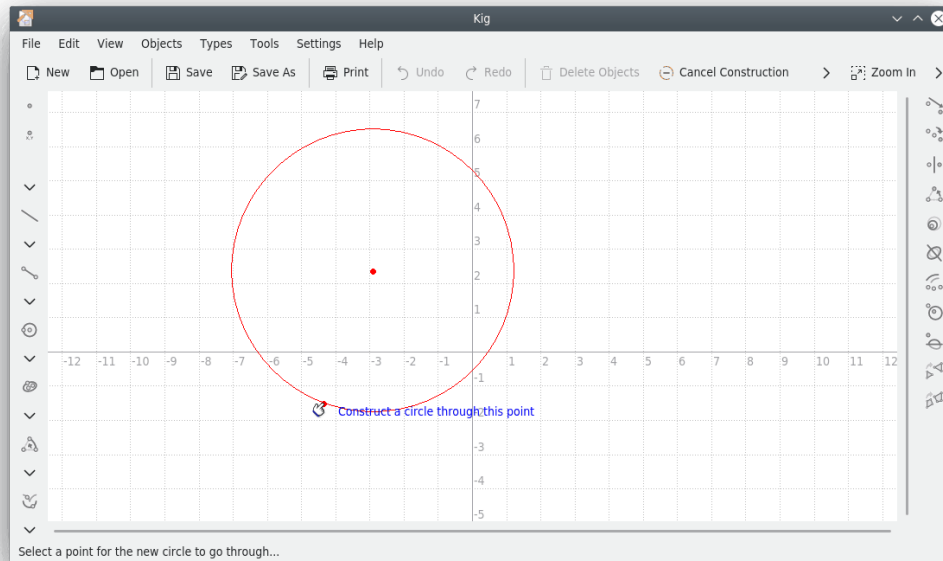 Kig
File Edit View Objects Types Tools Settings Help
New Open Save Save As Print Undo Redo Delete Objects Cancel Construction Zoom In
7
6
5
4
3
2
1
-12 -11 -10 -9 -8 -7 -6 -5 -4 -3 -2 -1 1 2 3 4 5 6 7 8 9 10 11 12
-1
Construct a circle through this point
-2
-3
-4
-5
Select a point for the new circle to go through...